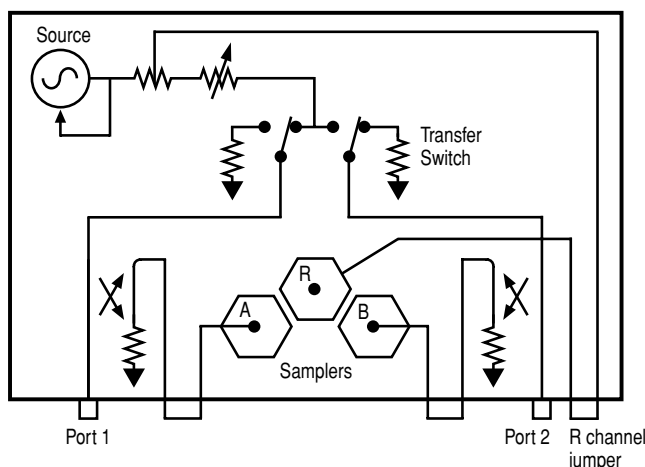 Source
Transfer
Switch
R
A
B
Samplers
Port 1
Port 2
R channel
jumper